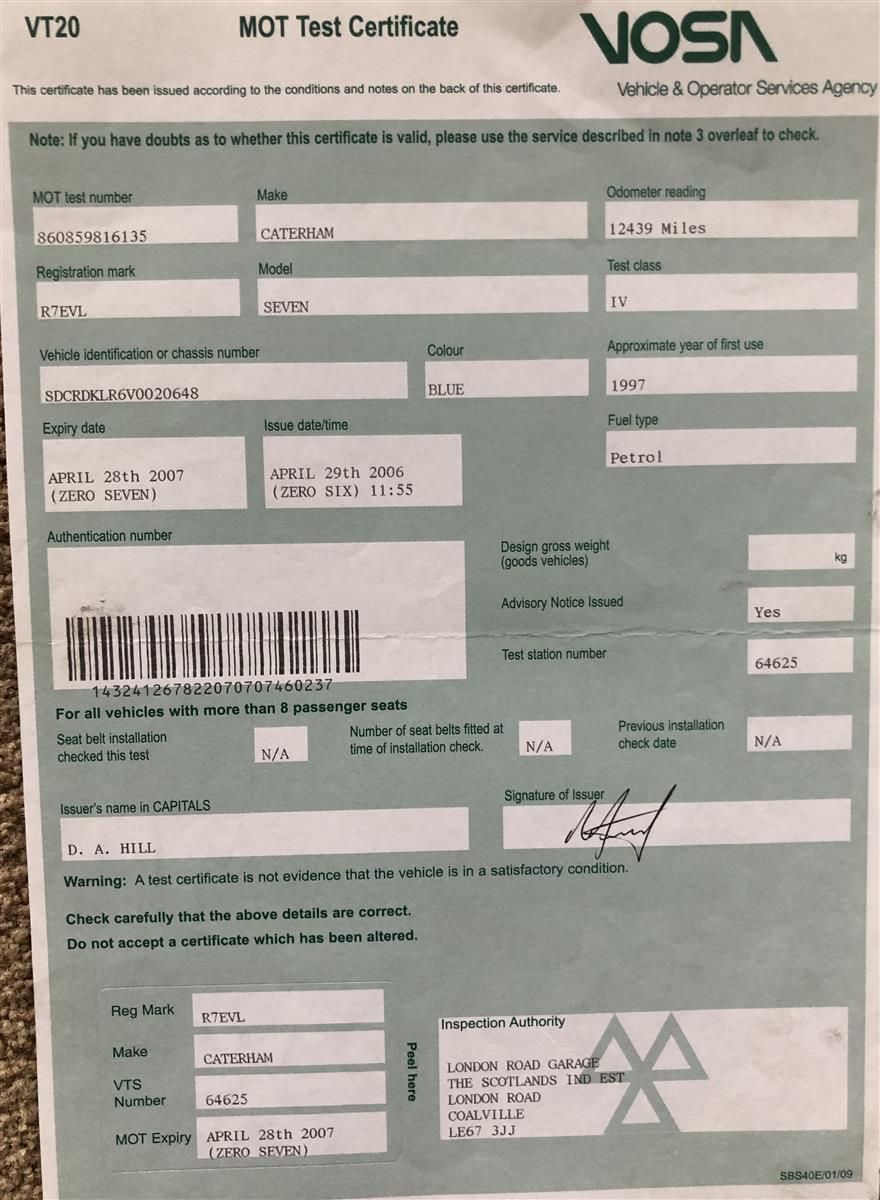 VT20
MOT Test Certificate
VOSA
This certificate has been issued according to the conditions and notes on the back of this certificate.
Vehicle & Operator Services Agency
Note: If you have doubts as to whether this certificate is valid, please use the service described in note 3 overleaf to check.
MOT test number
Make
Odometer reading
860859816135
CATERHAM
12439 Miles
Registration mark
Model
Test class
R7EVL
SEVEN
IV
Vehicle identification or chassis number
Colour
Approximate year of first use
SDCRDKLR6V0020648
BLUE
1997
Expiry date
Issue date/time
Fuel type
APRIL 28th 2007
(ZERO SEVEN)
APRIL 29th 2006
(ZERO SIX) 11:55
Petrol
Authentication number
Design gross weight
(goods vehicles)
kg
Advisory Notice Issued
Yes
Test station number
64625
143241267822070707460237
For all vehicles with more than 8 passenger seats
Seat belt installation
checked this test
N/A
Number of seat belts fitted at
time of installation check.
N/A
Previous installation
check date
N/A
Issuer's name in CAPITALS
Signature of Issuer
D. A. HILL
Warning: A test certificate is not evidence that the vehicle is in a satisfactory condition.
Check carefully that the above details are correct.
Do not accept a certificate which has been altered.
Reg Mark
R7EVL
Make
CATERHAM
VTS
Number
64625
MOT Expiry
APRIL 28th 2007
(ZERO SEVEN)
Peel here
Inspection Authority
LONDON ROAD GARAGE
THE SCOTLANDS IND EST
LONDON ROAD
COALVILLE
LE67 3JJ
SBS40E/01/09